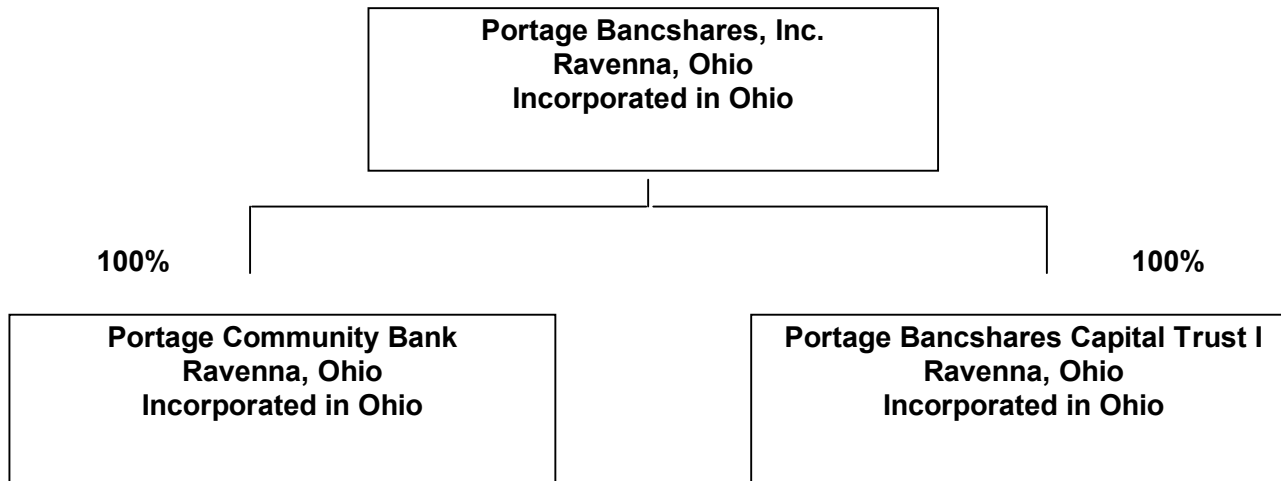 Portage Bancshares, Inc.
Ravenna, Ohio
Incorporated in Ohio
100%
100%
Portage Community Bank
Ravenna, Ohio
Incorporated in Ohio
Portage Bancshares Capital Trust I
Ravenna, Ohio
Incorporated in Ohio